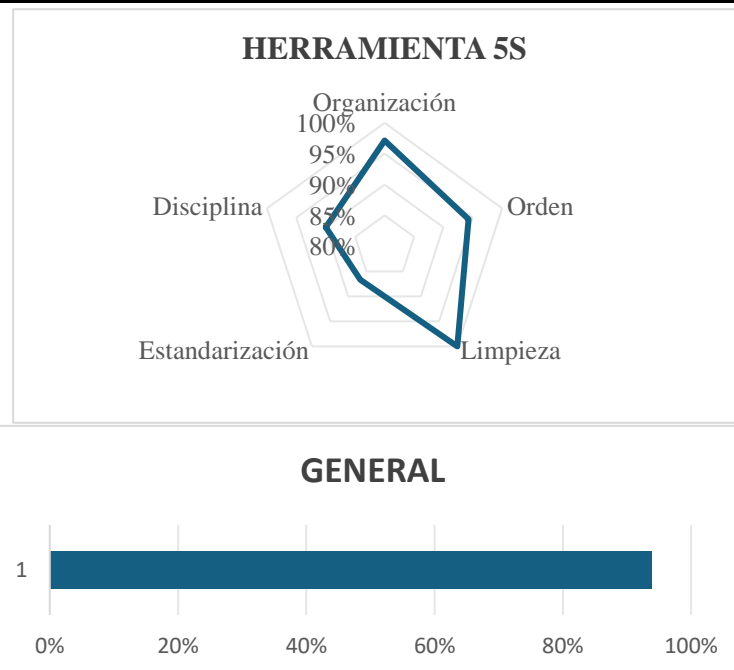 HERRAMIENTA 5S
Organización
100%
95%
90%
85%
80%
Disciplina
Orden
Estandarización
Limpieza
GENERAL
1
0% 20% 40% 60% 80% 100%